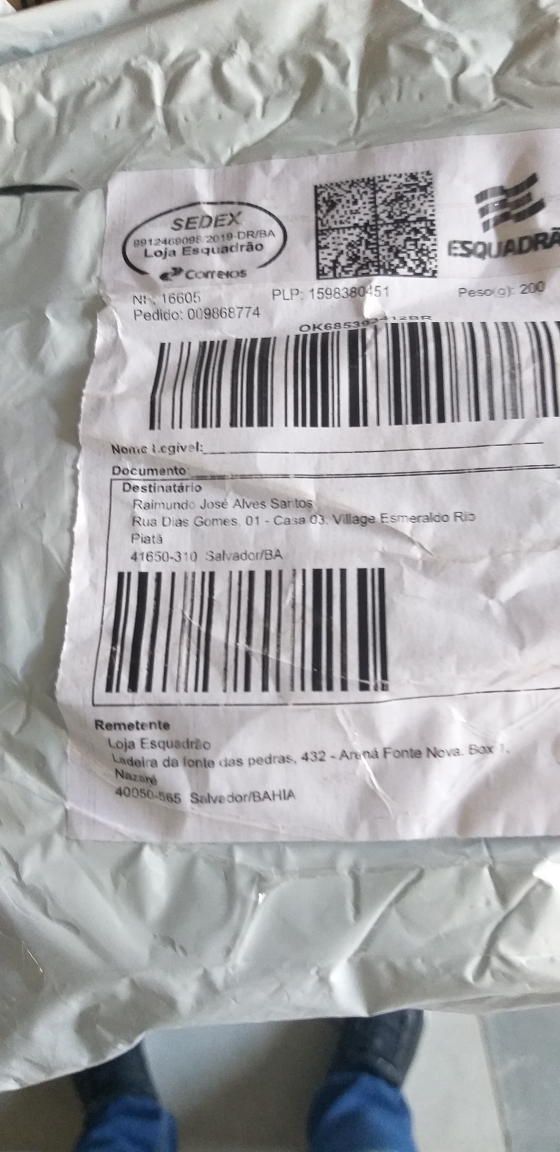 SEDEX
9912469098/2019-DR/BA
Loja Esquadrão
Correios
ESQUADRÃ
NF: 16605
PLP: 1598380451
Peso(g): 200
Pedido: 009868774
Nome Legível:
Documento:
Destinatário
Raimundo José Alves Santos
Rua Dias Gomes, 01 - Casa 03. Village Esmeraldo Rio
Piatã
41650-310 Salvador/BA
Remetente
Loja Esquadrão
Ladeira da fonte das pedras, 432 - Arena Fonte Nova. Box 1,
Nazaré
40050-565 Salvador/BAHIA